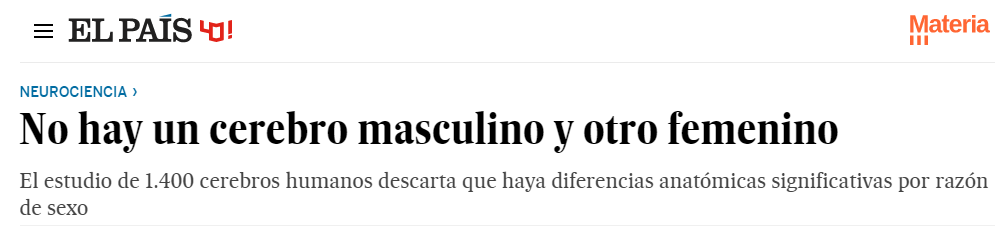 EL PAÍS 40!
Materia
NEUROCIENCIA ›
No hay un cerebro masculino y otro femenino
El estudio de 1.400 cerebros humanos descarta que haya diferencias anatómicas significativas por razón
de sexo